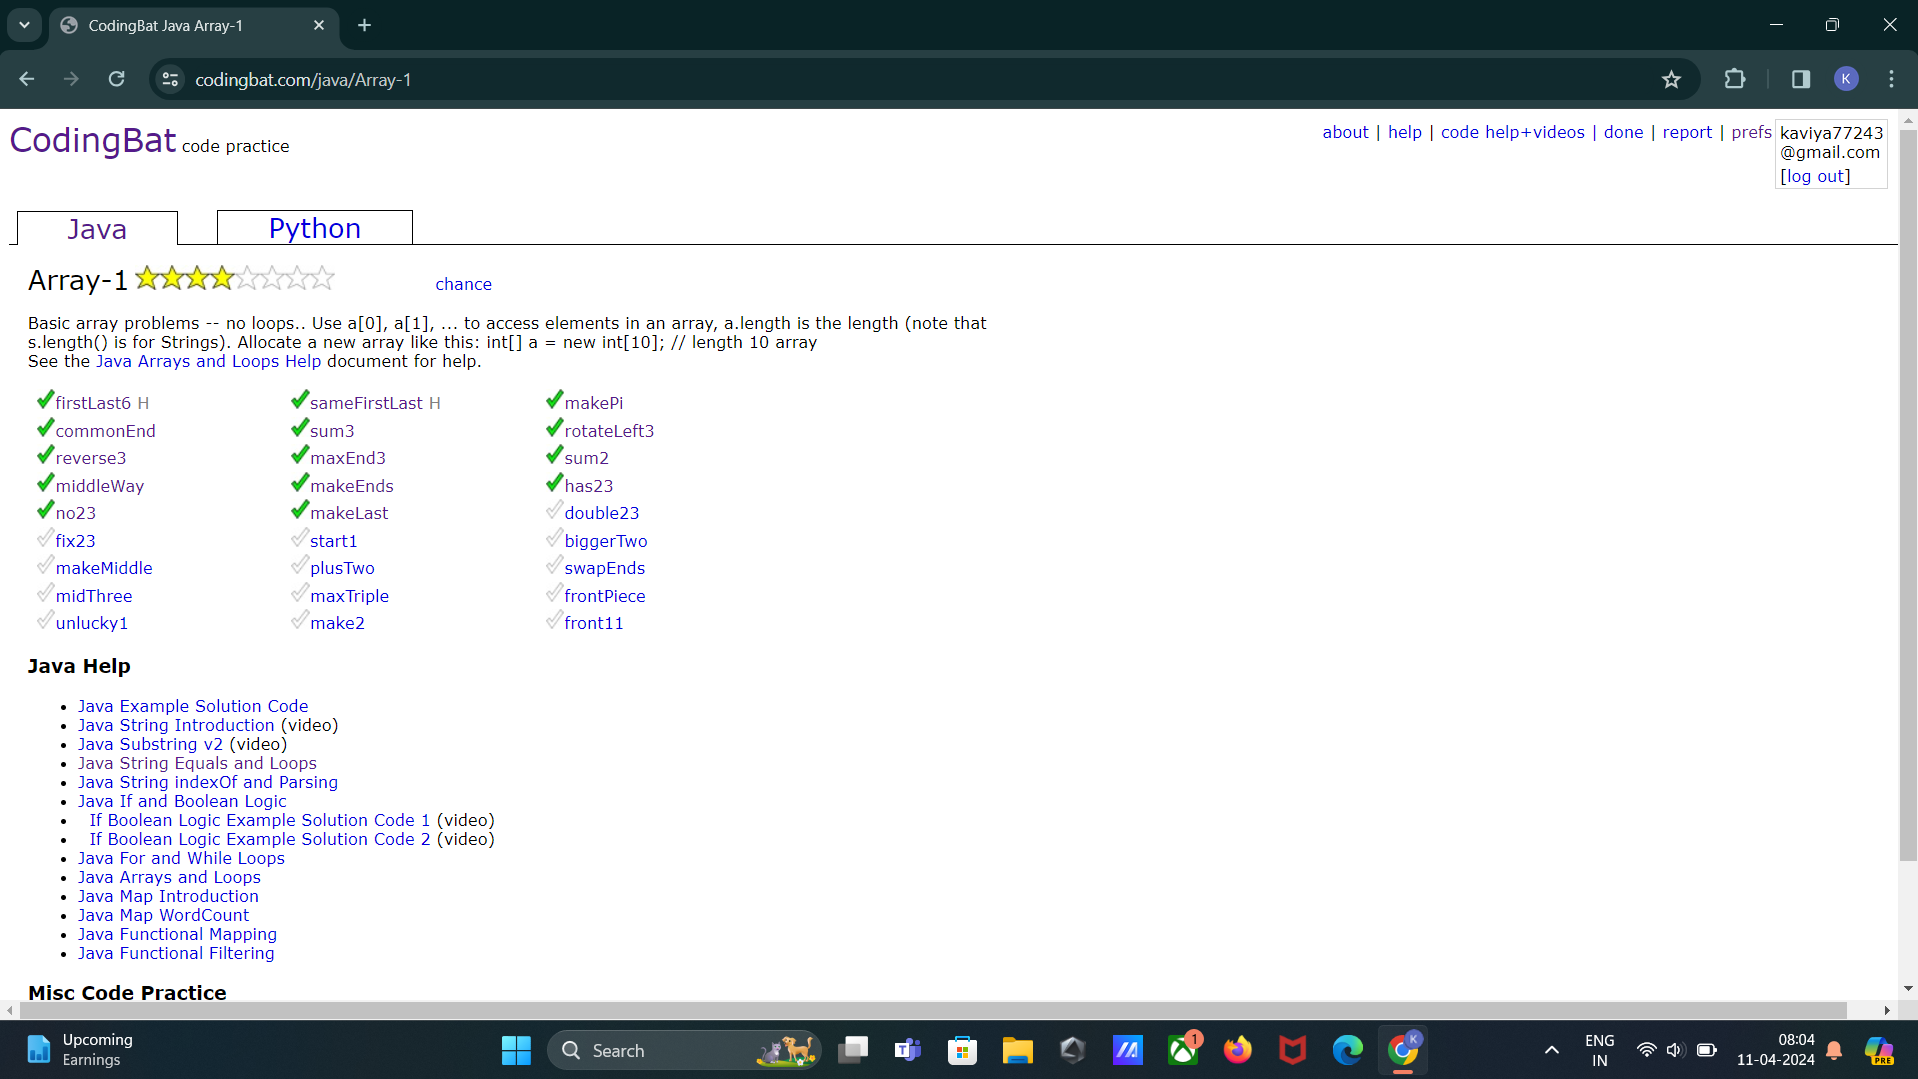 CodingBat Java Array-1
codingbat.com/java/Array-1
K
CodingBat code practice
about | help | code help+videos | done | report | prefs
kaviya77243
@gmail.com
[log out]
Java
Python
Array-1
chance
Basic array problems -- no loops.. Use a[0], a[1], ... to access elements in an array, a.length is the length (note that
s.length() is for Strings). Allocate a new array like this: int[] a = new int[10]; // length 10 array
See the Java Arrays and Loops Help document for help.
firstLast6 H sameFirstLast H makePi
commonEnd sum3 rotateLeft3
reverse3 maxEnd3 sum2
middleWay makeEnds has23
no23 makeLast double23
fix23 start1 biggerTwo
makeMiddle plusTwo swapEnds
midThree maxTriple frontPiece
unlucky1 make2 front11
Java Help
Java Example Solution Code
Java String Introduction (video)
Java Substring v2 (video)
Java String Equals and Loops
Java String indexOf and Parsing
Java If and Boolean Logic
If Boolean Logic Example Solution Code 1 (video)
If Boolean Logic Example Solution Code 2 (video)
Java For and While Loops
Java Arrays and Loops
Java Map Introduction
Java Map WordCount
Java Functional Mapping
Java Functional Filtering
Misc Code Practice
Upcoming
Earnings
Search
1
K
ENG
IN
08:04
11-04-2024
PRE